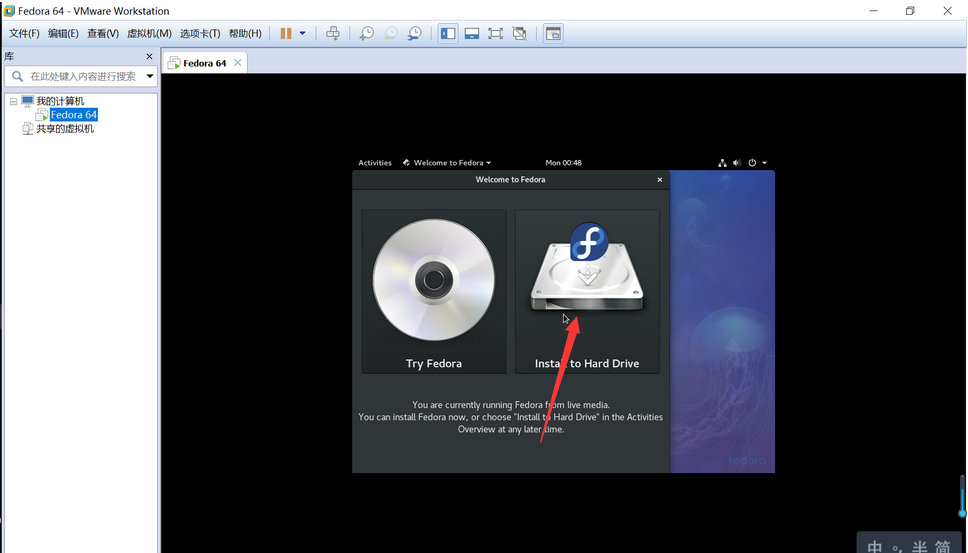 Fedora 64 - VMware Workstation
文件(F) 编辑(E) 查看(V) 虚拟机(M) 选项卡(T) 帮助(H)
库
在此处键入内容进行搜索
我的计算机
Fedora 64
共享的虚拟机
Fedora 64
Activities Welcome to Fedora Mon 00:48
Welcome to Fedora
Try Fedora
Install to Hard Drive
You are currently running Fedora from live media.
You can install Fedora now, or choose "Install to Hard Drive" in the Activities
Overview at any later time.
fedora
中 °, 半 简